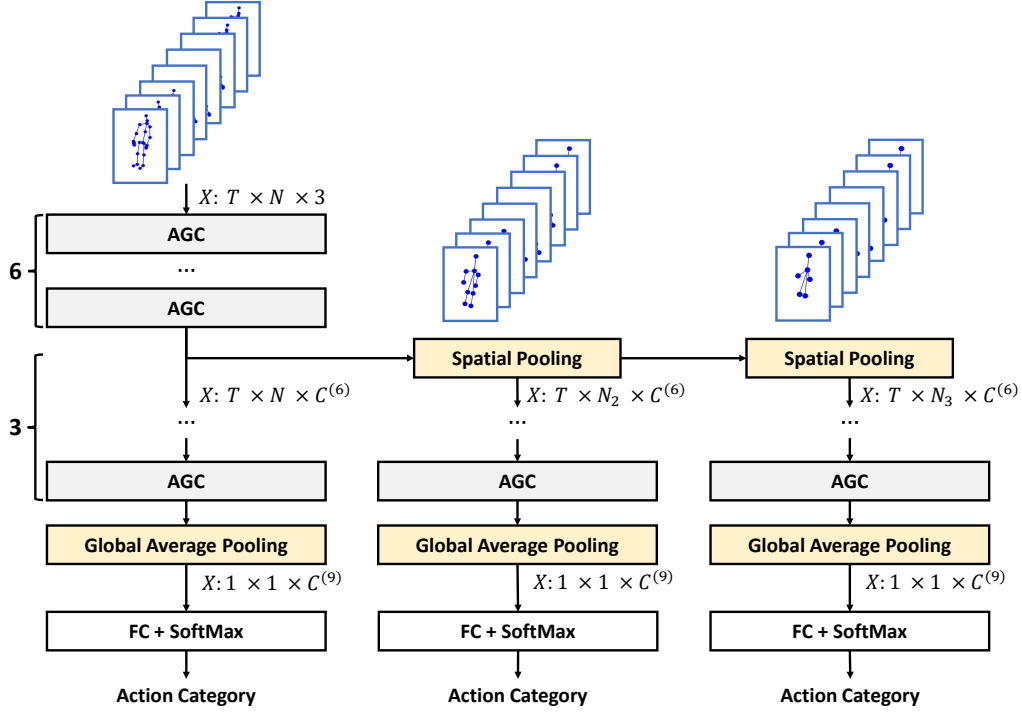 X: T × N × 3
AGC
...
6
AGC
Spatial Pooling
Spatial Pooling
X: T × N × C^(6)
X: T × N₂ × C^(6)
X: T × N₃ × C^(6)
3
...
...
...
AGC
AGC
AGC
Global Average Pooling
Global Average Pooling
Global Average Pooling
X: 1 × 1 × C^(9)
X: 1 × 1 × C^(9)
X: 1 × 1 × C^(9)
FC + SoftMax
FC + SoftMax
FC + SoftMax
Action Category
Action Category
Action Category